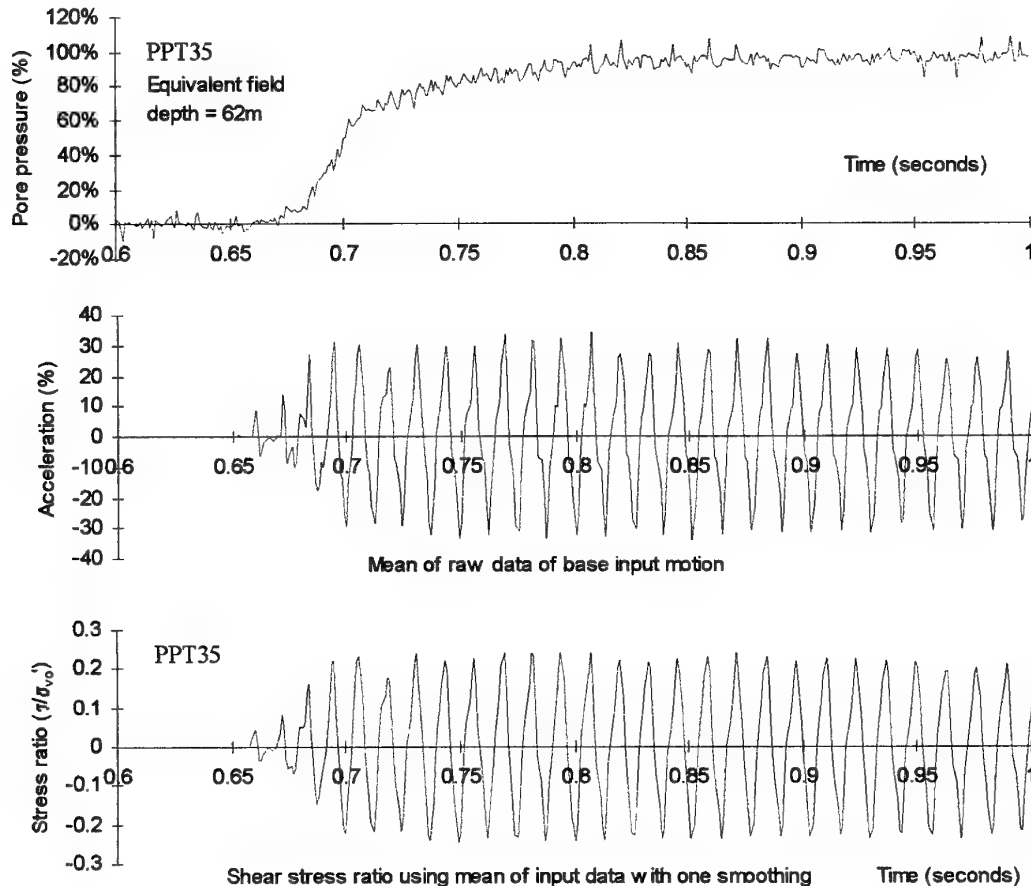 120%
100%
80%
60%
40%
20%
0%
-20%
Pore pressure (%)
PPT35
Equivalent field
depth = 62m
Time (seconds)
0.6 0.65 0.7 0.75 0.8 0.85 0.9 0.95 1
40
30
20
10
0
-10
-20
-30
-40
Acceleration (%)
0.6 0.65 0.7 0.75 0.8 0.85 0.9 0.95 1
Mean of raw data of base input motion
0.3
0.2
0.1
0
-0.1
-0.2
-0.3
Stress ratio (τ/σvo')
PPT35
0.6 0.65 0.7 0.75 0.8 0.85 0.9 0.95 1
Shear stress ratio using mean of input data with one smoothing Time (seconds)